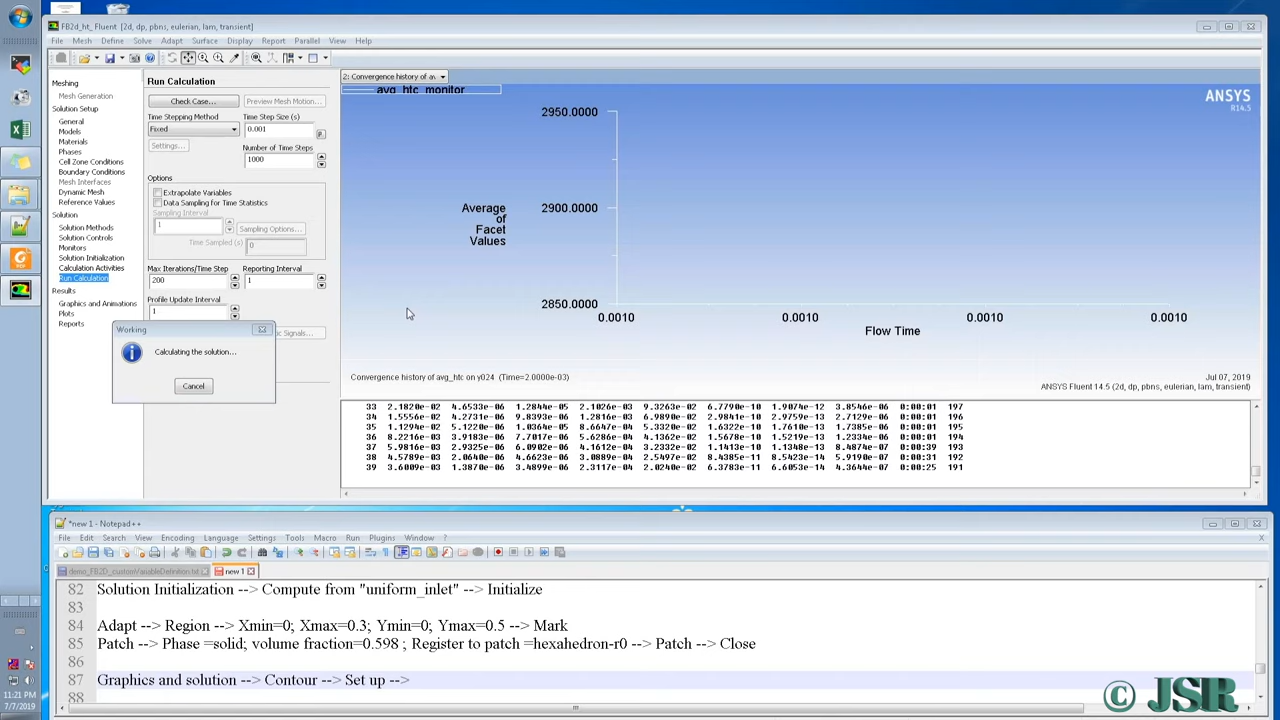 FB2d_ht_ Fluent [2d, dp, pbns, eulerian, lam, transient]
File Mesh Define Solve Adapt Surface Display Report Parallel View Help
Meshing
Mesh Generation
Solution Setup
General
Models
Materials
Phases
Cell Zone Conditions
Boundary Conditions
Mesh Interfaces
Dynamic Mesh
Reference Values
Solution
Solution Methods
Solution Controls
Monitors
Solution Initialization
Calculation Activities
Run Calculation
Results
Graphics and Animations
Plots
Reports
Run Calculation
Check Case... Preview Mesh Motion...
Time Stepping Method Time Step Size (s)
Fixed 0.001
Settings... Number of Time Steps
1000
Options
Extrapolate Variables
Data Sampling for Time Statistics
Sampling Interval
1 Sampling Options...
Time Sampled (s) 0
Max Iterations/Time Step Reporting Interval
200 1
Profile Update Interval
1
Signals...
Working
Calculating the solution...
Cancel
2: Convergence history of av
avg_htc_monitor
ANSYS
R14.5
2950.0000
2900.0000
2850.0000
Average
of
Facet
Values
0.0010 0.0010 0.0010 0.0010
Flow Time
Convergence history of avg_htc on y024 (Time=2.0000e-03)
Jul 07, 2019
ANSYS Fluent 14.5 (2d, dp, pbns, eulerian, lam, transient)
33 2.1820e-02 4.6533e-06 1.2844e-05 2.1026e-03 9.3263e-02 6.7790e-10 1.9074e-12 3.8546e-06 0:00:01 197
34 1.5556e-02 4.2731e-06 9.8393e-06 1.2816e-03 6.9890e-02 2.9841e-10 2.9759e-13 2.7129e-06 0:00:01 196
35 1.1294e-02 5.1220e-06 1.0364e-05 8.6647e-04 5.3320e-02 1.6322e-10 1.7610e-13 1.7385e-06 0:00:01 195
36 8.2216e-03 3.9183e-06 7.7017e-06 5.6286e-04 4.1362e-02 1.5678e-10 1.5219e-13 1.2334e-06 0:00:01 194
37 5.9816e-03 2.9325e-06 6.0902e-06 4.1612e-04 3.2332e-02 1.1413e-10 1.1348e-13 8.4874e-07 0:00:39 193
38 4.5789e-03 2.0640e-06 4.6623e-06 3.0889e-04 2.5497e-02 8.4385e-11 8.5423e-14 5.9190e-07 0:00:31 192
39 3.6009e-03 1.3870e-06 3.4899e-06 2.3117e-04 2.0240e-02 6.3783e-11 6.6053e-14 4.3644e-07 0:00:25 191
*new 1 - Notepad++
File Edit Search View Encoding Language Settings Tools Macro Run Plugins Window ?
demo_FB2D_customVariableDefinition.txt new 1
82 Solution Initialization --> Compute from "uniform_inlet" --> Initialize
83
84 Adapt --> Region --> Xmin=0; Xmax=0.3; Ymin=0; Ymax=0.5 --> Mark
85 Patch --> Phase =solid; volume fraction=0.598 ; Register to patch =hexahedron-r0 --> Patch --> Close
86
87 Graphics and solution --> Contour --> Set up -->
88
11:21 PM
7/7/2019
© JSR